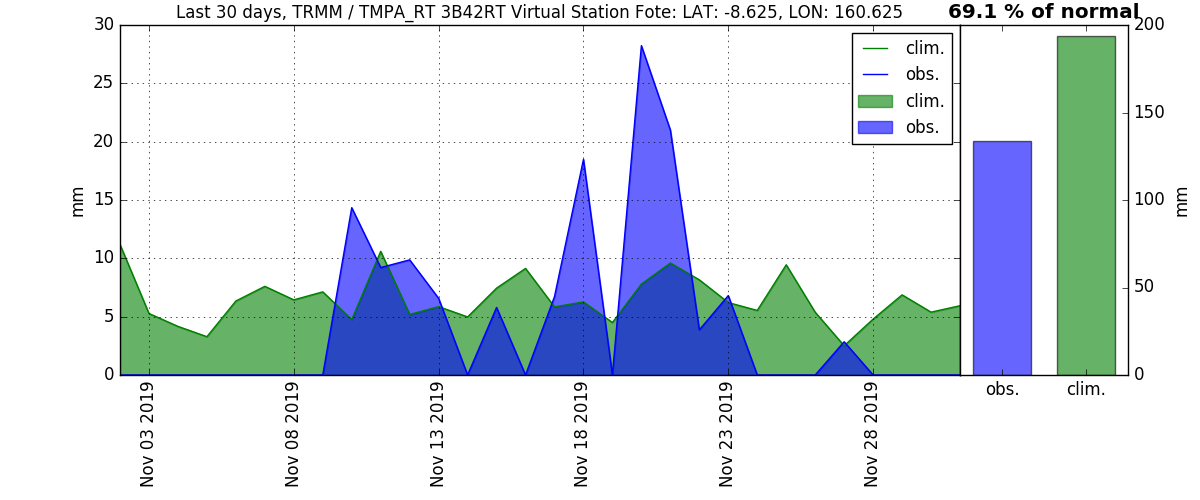 Last 30 days, TRMM / TMPA_RT 3B42RT Virtual Station Fote: LAT: -8.625, LON: 160.625
69.1 % of normal
30
25
20
15
10
5
0
mm
clim.
obs.
clim.
obs.
200
150
100
50
0
mm
obs.
clim.
Nov 03 2019
Nov 08 2019
Nov 13 2019
Nov 18 2019
Nov 23 2019
Nov 28 2019